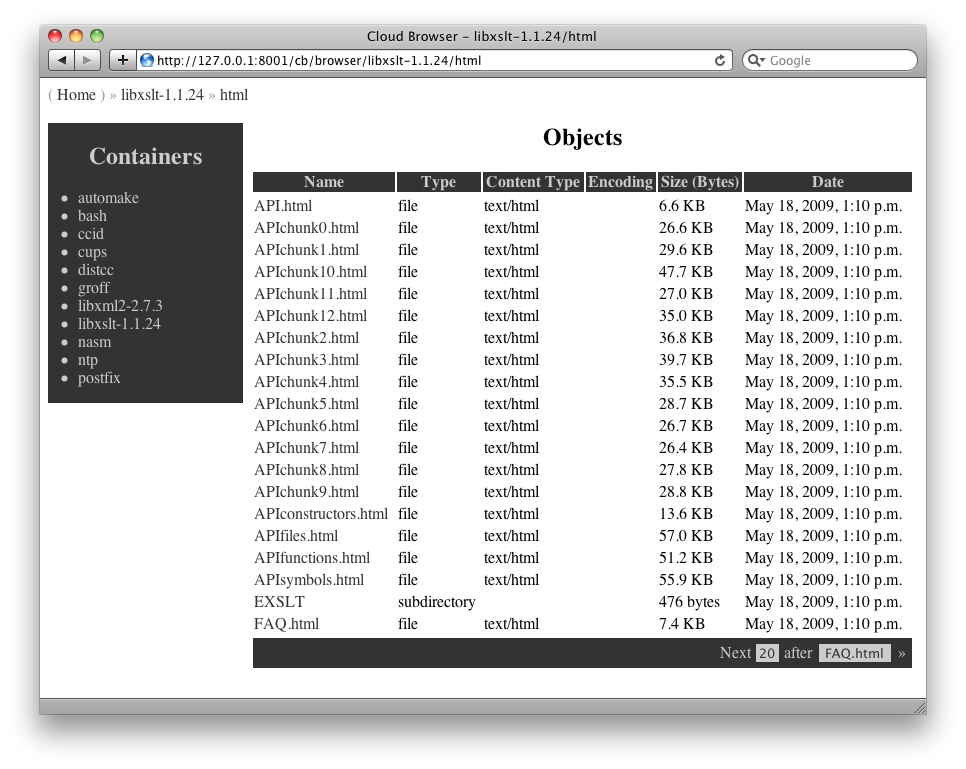 Cloud Browser – libxslt-1.1.24/html
http://127.0.0.1:8001/cb/browser/libxslt-1.1.24/html
Google
( Home ) » libxslt-1.1.24 » html
Containers
• automake
• bash
• ccid
• cups
• distcc
• groff
• libxml2-2.7.3
• libxslt-1.1.24
• nasm
• ntp
• postfix
Objects
Name Type Content Type Encoding Size (Bytes) Date
API.html file text/html 6.6 KB May 18, 2009, 1:10 p.m.
APIchunk0.html file text/html 26.6 KB May 18, 2009, 1:10 p.m.
APIchunk1.html file text/html 29.6 KB May 18, 2009, 1:10 p.m.
APIchunk10.html file text/html 47.7 KB May 18, 2009, 1:10 p.m.
APIchunk11.html file text/html 27.0 KB May 18, 2009, 1:10 p.m.
APIchunk12.html file text/html 35.0 KB May 18, 2009, 1:10 p.m.
APIchunk2.html file text/html 36.8 KB May 18, 2009, 1:10 p.m.
APIchunk3.html file text/html 39.7 KB May 18, 2009, 1:10 p.m.
APIchunk4.html file text/html 35.5 KB May 18, 2009, 1:10 p.m.
APIchunk5.html file text/html 28.7 KB May 18, 2009, 1:10 p.m.
APIchunk6.html file text/html 26.7 KB May 18, 2009, 1:10 p.m.
APIchunk7.html file text/html 26.4 KB May 18, 2009, 1:10 p.m.
APIchunk8.html file text/html 27.8 KB May 18, 2009, 1:10 p.m.
APIchunk9.html file text/html 28.8 KB May 18, 2009, 1:10 p.m.
APIconstructors.html file text/html 13.6 KB May 18, 2009, 1:10 p.m.
APIfiles.html file text/html 57.0 KB May 18, 2009, 1:10 p.m.
APIfunctions.html file text/html 51.2 KB May 18, 2009, 1:10 p.m.
APIsymbols.html file text/html 55.9 KB May 18, 2009, 1:10 p.m.
EXSLT subdirectory 476 bytes May 18, 2009, 1:10 p.m.
FAQ.html file text/html 7.4 KB May 18, 2009, 1:10 p.m.
Next 20 after FAQ.html »